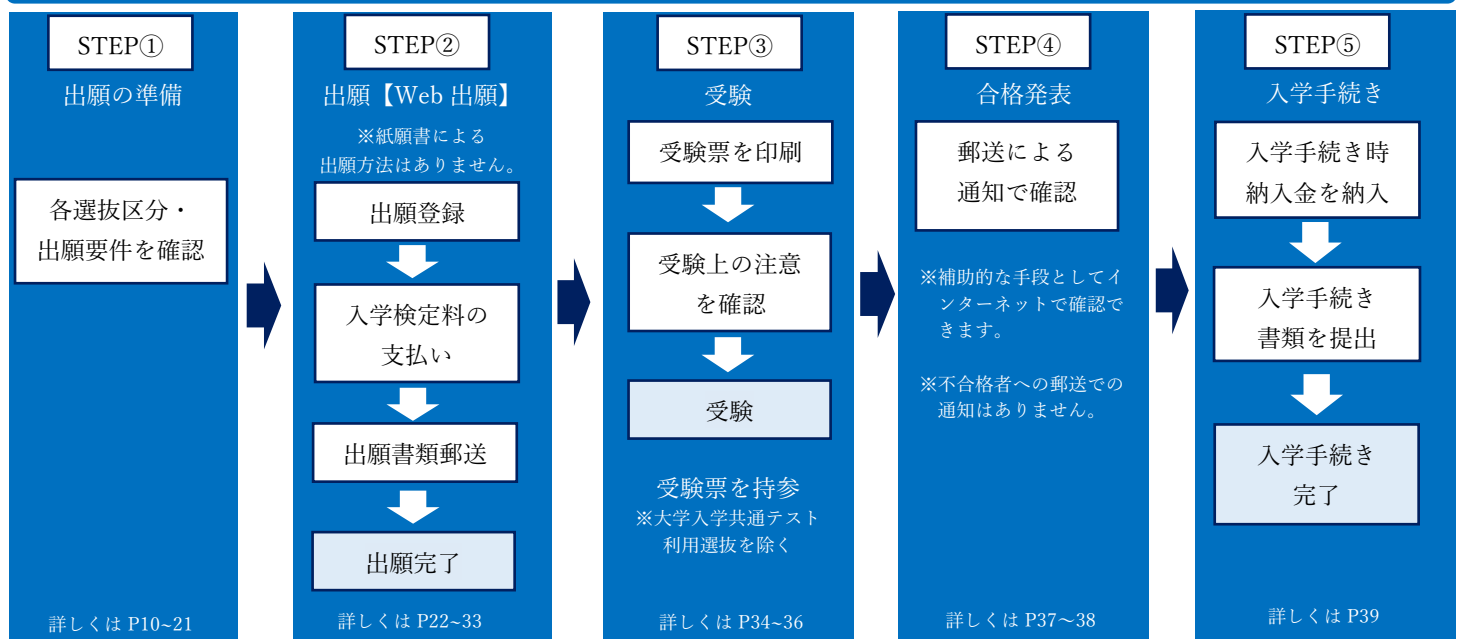 STEP①
出願の準備
各選抜区分・
出願要件を確認
詳しくは P10~21
STEP②
出願【Web 出願】
※紙願書による
出願方法はありません。
出願登録
入学検定料の
支払い
出願書類郵送
出願完了
詳しくは P22~33
STEP③
受験
受験票を印刷
受験上の注意
を確認
受験
受験票を持参
※大学入学共通テスト
利用選抜を除く
詳しくは P34~36
STEP④
合格発表
郵送による
通知で確認
※補助的な手段としてイ
ンターネットで確認で
きます。
※不合格者への郵送での
通知はありません。
詳しくは P37～38
STEP⑤
入学手続き
入学手続き時
納入金を納入
入学手続き
書類を提出
入学手続き
完了
詳しくは P39